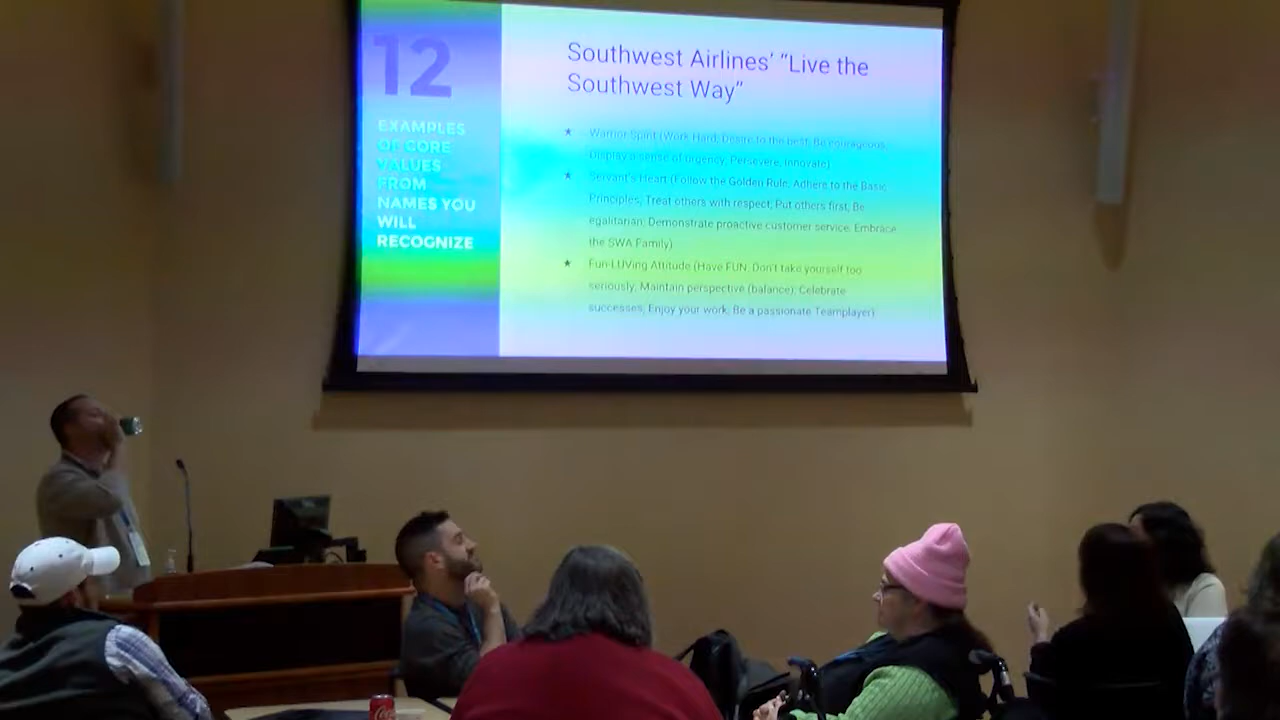 12
EXAMPLES
OF CORE
VALUES
FROM
NAMES YOU
WILL
RECOGNIZE
Southwest Airlines' “Live the
Southwest Way”
★ Warrior Spirit (Work Hard; Desire to the best; Be courageous;
Display a sense of urgency; Persevere; Innovate)
★ Servant's Heart (Follow the Golden Rule; Adhere to the Basic
Principles; Treat others with respect; Put others first; Be
egalitarian; Demonstrate proactive customer service; Embrace
the SWA Family)
★ Fun-LUVing Attitude (Have FUN; Don't take yourself too
seriously; Maintain perspective (balance); Celebrate
successes; Enjoy your work; Be a passionate Teamplayer)